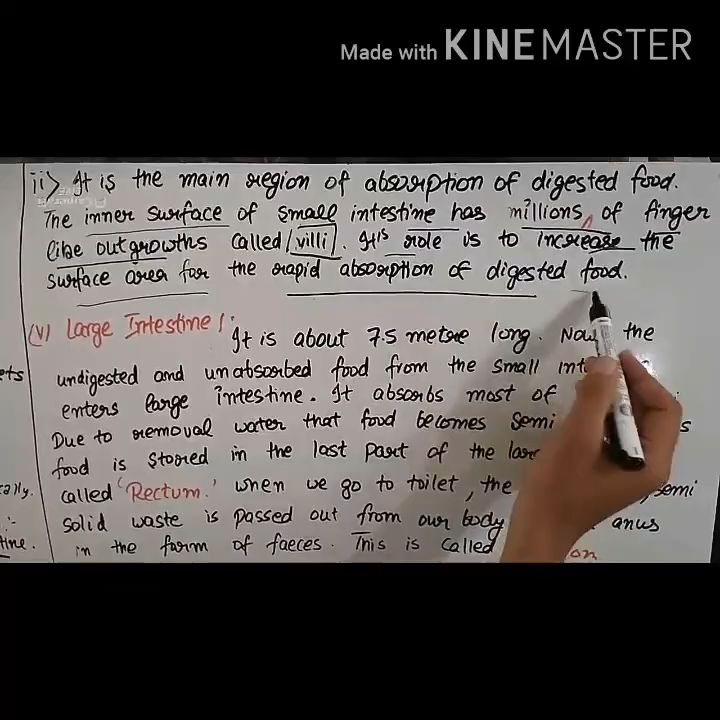 Made with KINEMASTER
ii) It is the main region of absorption of digested food.
The inner surface of small intestine has millions of finger
like outgrowths called villi. Its role is to increase the
surface area for the rapid absorption of digested food.
(V) Large Intestine :
It is about 7.5 metre long. Now the
undigested and unabsorbed food from the small
enters large intestine. It absorbs most of
Due to removal water that food becomes semi
food is stored in the last part of the
called 'Rectum.' when we go to toilet, the semi
solid waste is passed out from our body anus
in the form of faeces. This is called
ets
cally.
tine.